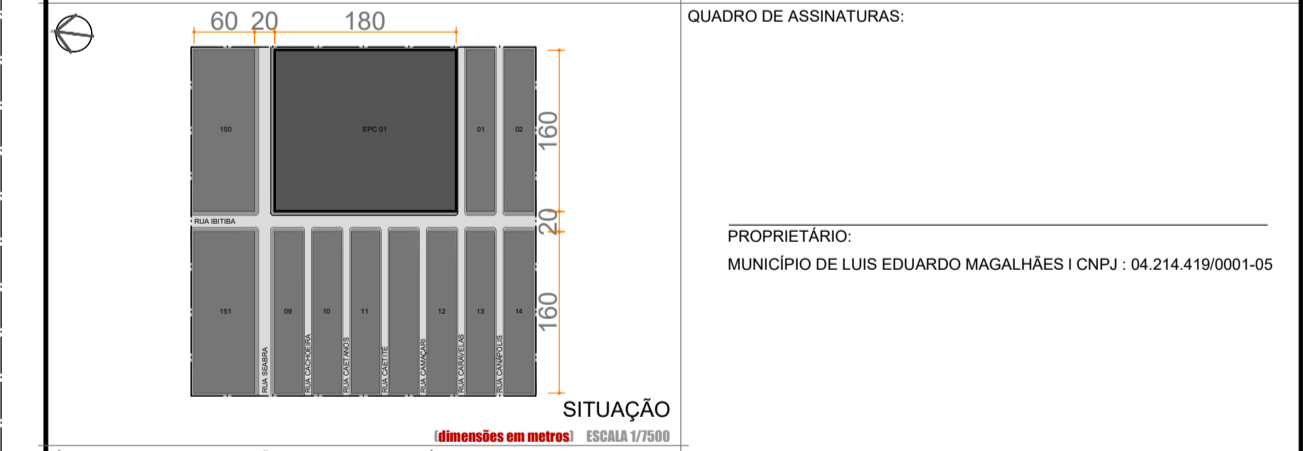 60 20 180
QUADRO DE ASSINATURAS:
150
EPC 01
01
02
160
RUA IBITIBA
20
151
09
10
11
12
13
14
160
RUA SEABRA
RUA CACHOEIRA
RUA CAETANOS
RUA CAETITÉ
RUA CAMAÇARI
RUA CARAVELAS
RUA CANÁPOLIS
SITUAÇÃO
(dimensões em metros) ESCALA 1/7500
PROPRIETÁRIO:
MUNICÍPIO DE LUIS EDUARDO MAGALHÃES I CNPJ : 04.214.419/0001-05